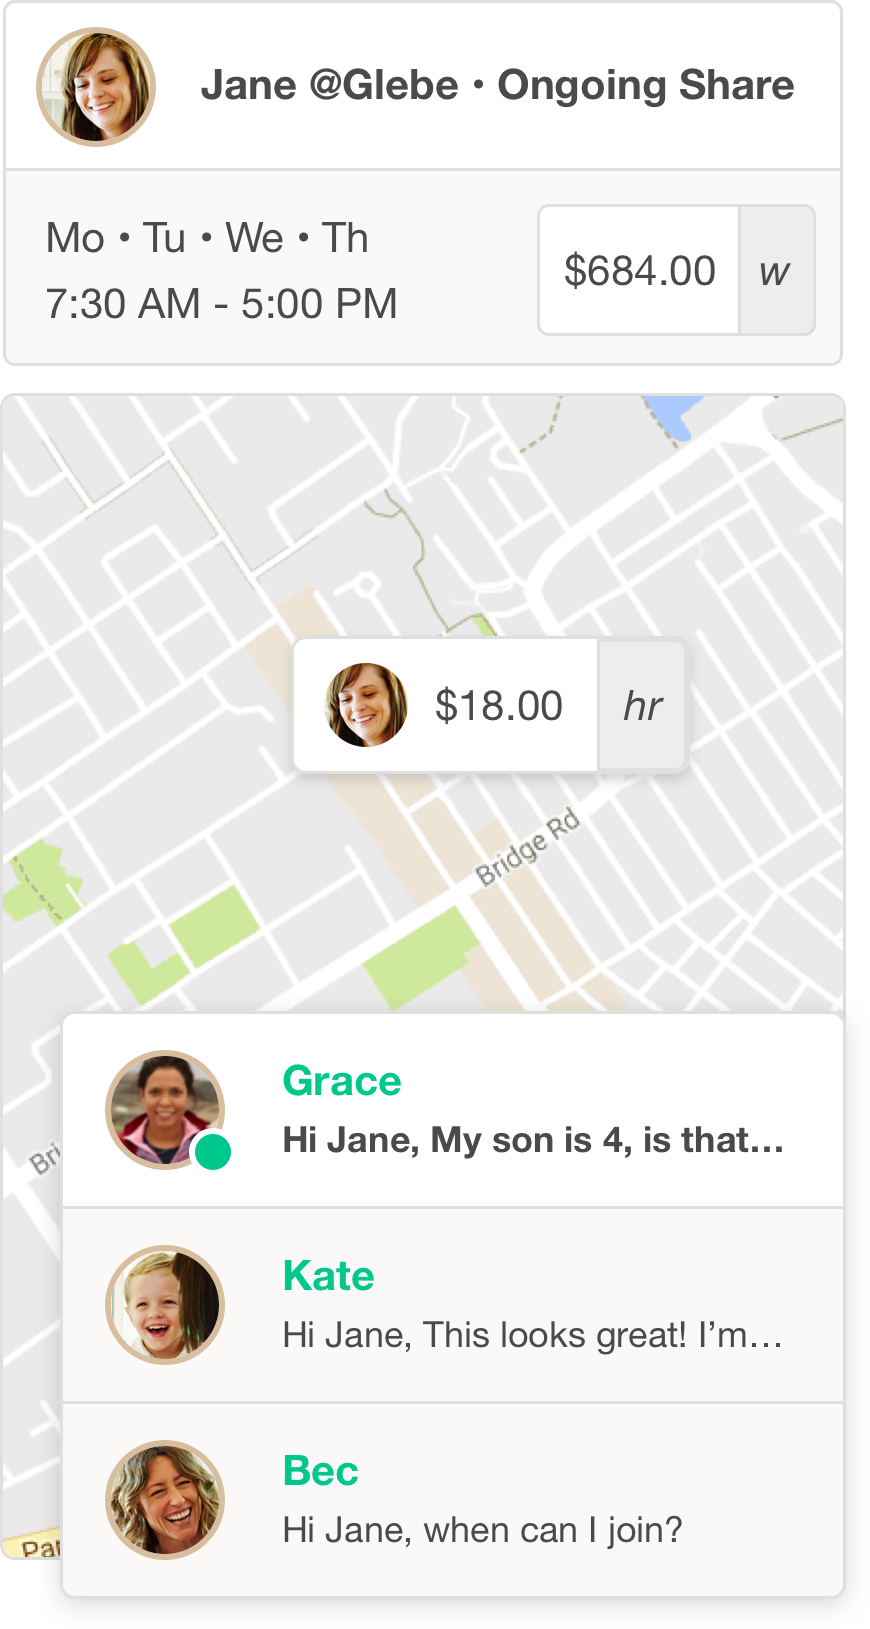 Jane @Glebe • Ongoing Share
Mo • Tu • We • Th
7:30 AM - 5:00 PM
$684.00 w
$18.00 hr
Bridge Rd
Grace
Hi Jane, My son is 4, is that...
Bri
Kate
Hi Jane, This looks great! I’m...
Bec
Hi Jane, when can I join?
Par